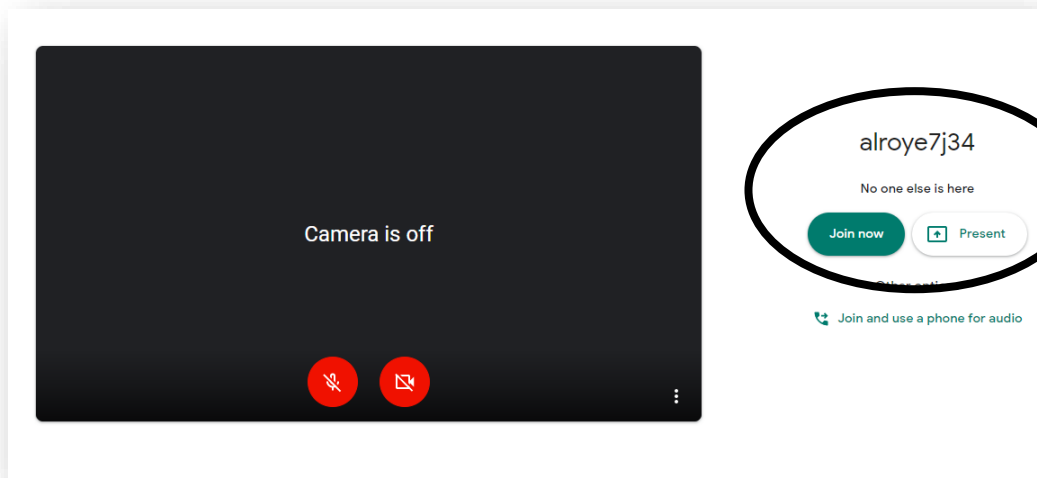 Camera is off
alroye7j34
No one else is here
Join now
Present
Join and use a phone for audio